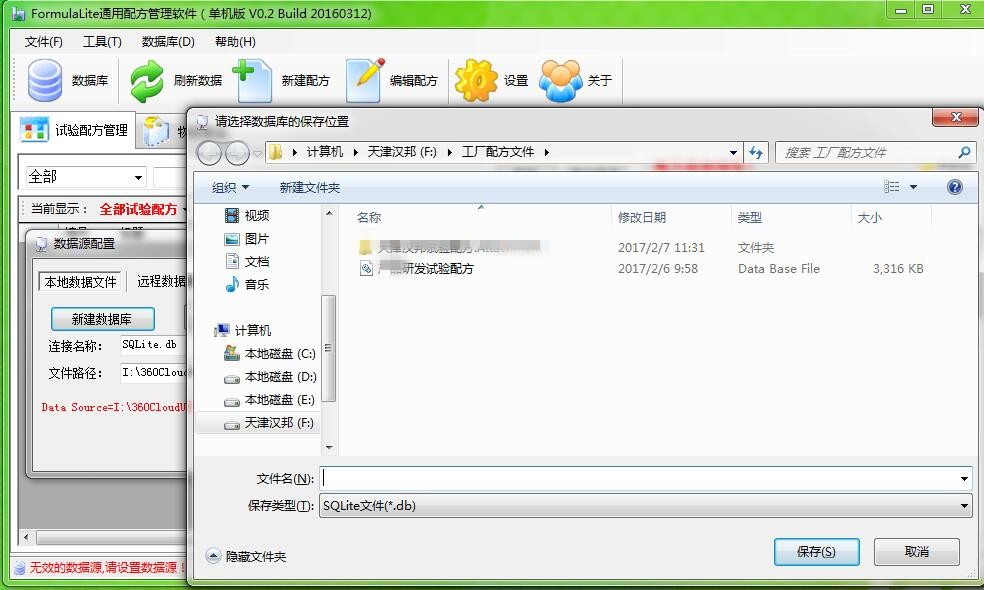 FormulaLite通用配方管理软件（单机版 V0.2 Build 20160312)
文件(F) 工具(T) 数据库(D) 帮助(H)
数据库 刷新数据 新建配方 编辑配方 设置 关于
试验配方管理 物
请选择数据库的保存位置
计算机 天津汉邦 (F:) 工厂配方文件 搜索 工厂配方文件
全部
组织 新建文件夹
当前显示： 全部试验配方
视频
图片
文档
音乐
计算机
本地磁盘 (C:)
本地磁盘 (D:)
本地磁盘 (E:)
天津汉邦 (F:)
名称 修改日期 类型 大小
2017/2/7 11:31 文件夹
研发试验配方 2017/2/6 9:58 Data Base File 3,316 KB
数据源配置
本地数据文件 远程数据
新建数据库
连接名称： SQLite.db
文件路径： I:\360Clou
Data Source=I:\360CloudU
文件名(N):
保存类型(T): SQLite文件(*.db)
隐藏文件夹 保存(S) 取消
无效的数据源,请设置数据源！